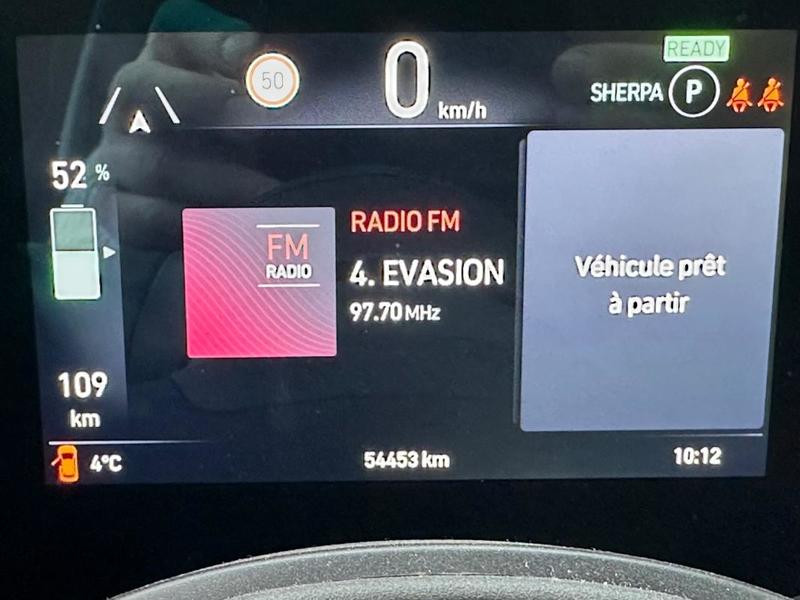 READY
50
0 km/h
SHERPA P
52 %
FM
RADIO
RADIO FM
4. EVASION
97.70 MHz
Véhicule prêt
à partir
109
km
4°C
54453 km
10:12